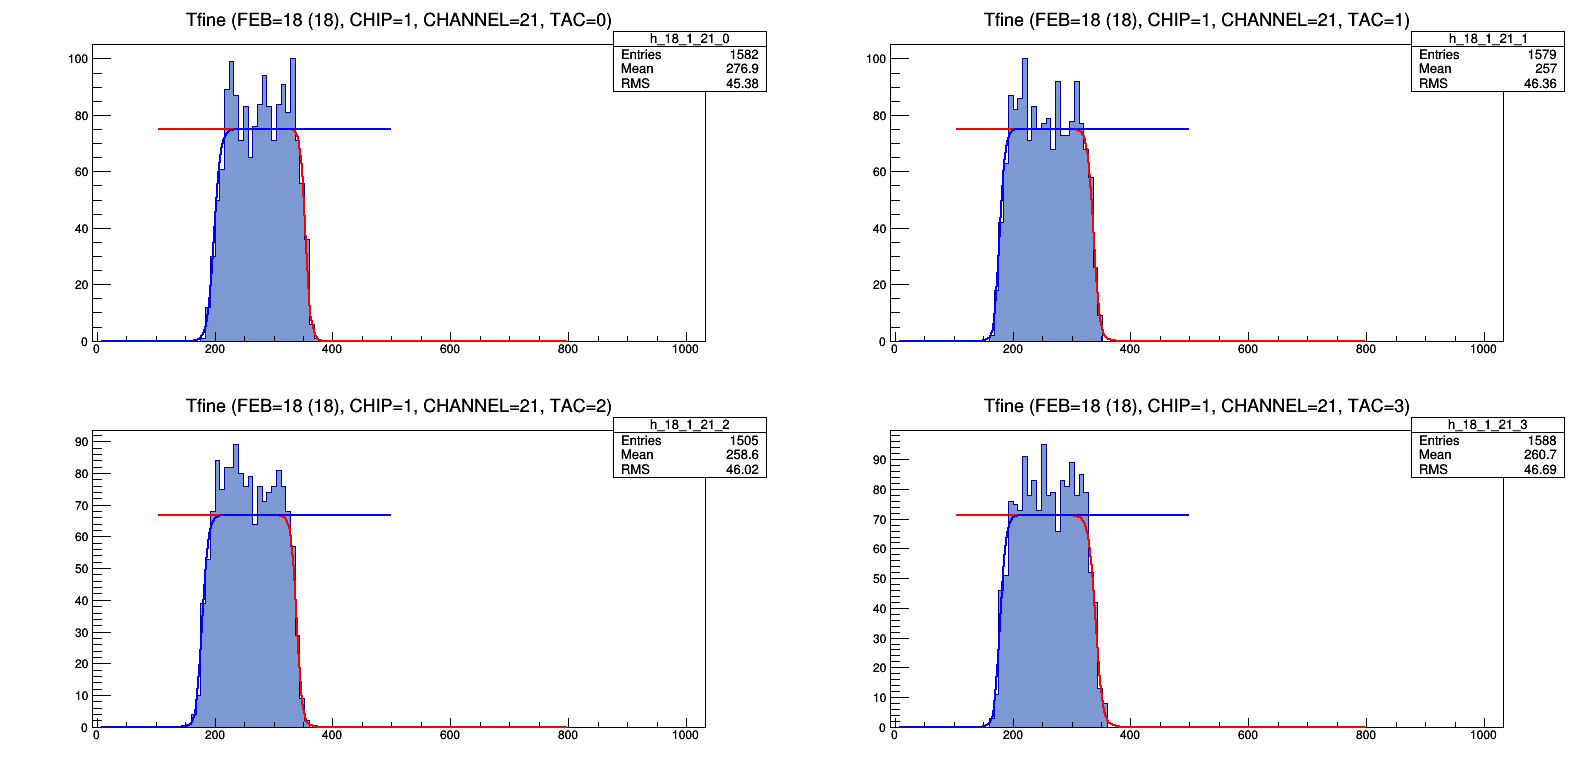 Tfine (FEB=18 (18), CHIP=1, CHANNEL=21, TAC=0)
h_18_1_21_0
Entries 1582
Mean 276.9
RMS 45.38
100
80
60
40
20
0
0 200 400 600 800 1000
Tfine (FEB=18 (18), CHIP=1, CHANNEL=21, TAC=1)
h_18_1_21_1
Entries 1579
Mean 257
RMS 46.36
100
80
60
40
20
0
0 200 400 600 800 1000
Tfine (FEB=18 (18), CHIP=1, CHANNEL=21, TAC=2)
h_18_1_21_2
Entries 1505
Mean 258.6
RMS 46.02
90
80
70
60
50
40
30
20
10
0
0 200 400 600 800 1000
Tfine (FEB=18 (18), CHIP=1, CHANNEL=21, TAC=3)
h_18_1_21_3
Entries 1588
Mean 260.7
RMS 46.69
90
80
70
60
50
40
30
20
10
0
0 200 400 600 800 1000